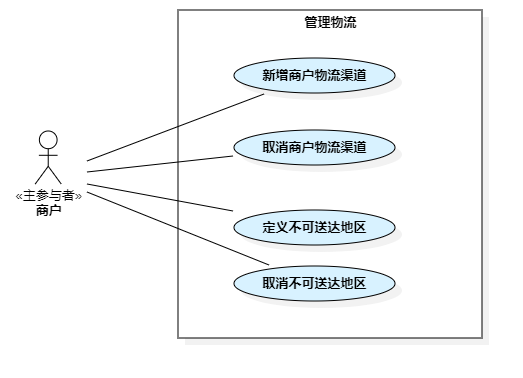 管理物流
新增商户物流渠道
取消商户物流渠道
«主参与者»
商户
定义不可送达地区
取消不可送达地区